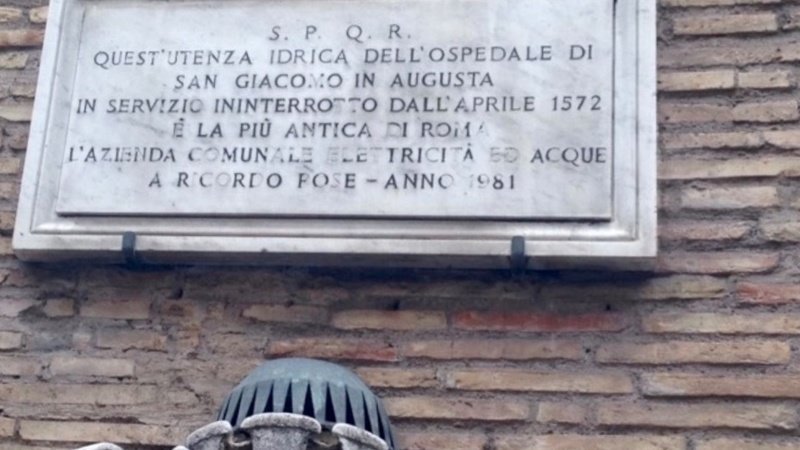 S. P. Q. R.
QUEST'UTENZA IDRICA DELL'OSPEDALE DI
SAN GIACOMO IN AUGUSTA
IN SERVIZIO ININTERROTTO DALL'APRILE 1572
È LA PIÙ ANTICA DI ROMA
L'AZIENDA COMUNALE ELETTRICITÀ ED ACQUE
A RICORDO POSE - ANNO 1981